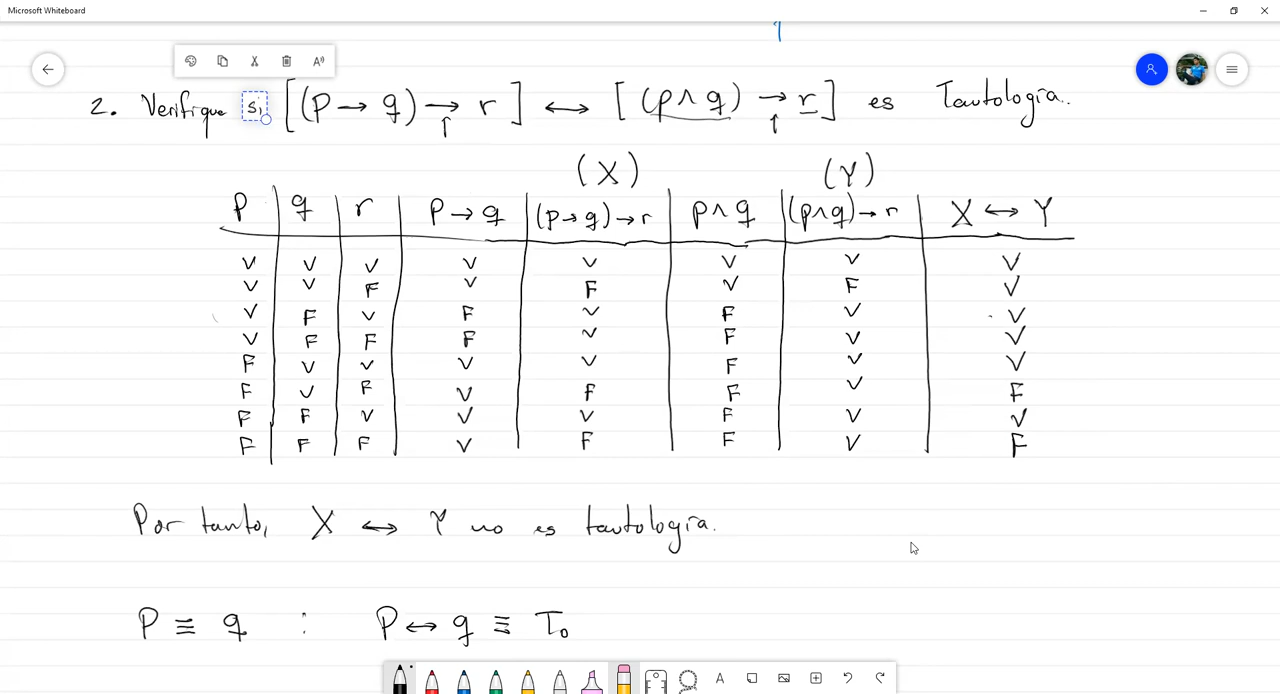 Microsoft Whiteboard
2. Verifique si [(p → q) → r] ↔ [(p ∧ q) → r] es Tautología.
(X) (Y)
p q r p → q (p → q) → r p ∧ q (p ∧ q) → r X ↔ Y
V V V V V V V V
V V F V F V F V
V F V F V F V V
V F F F V F V V
F V V V V F V V
F V F V F F V F
F F V V V F V V
F F F V F F V F
Por tanto, X ↔ Y no es tautología.
P ≡ q : P ↔ q ≡ T₀